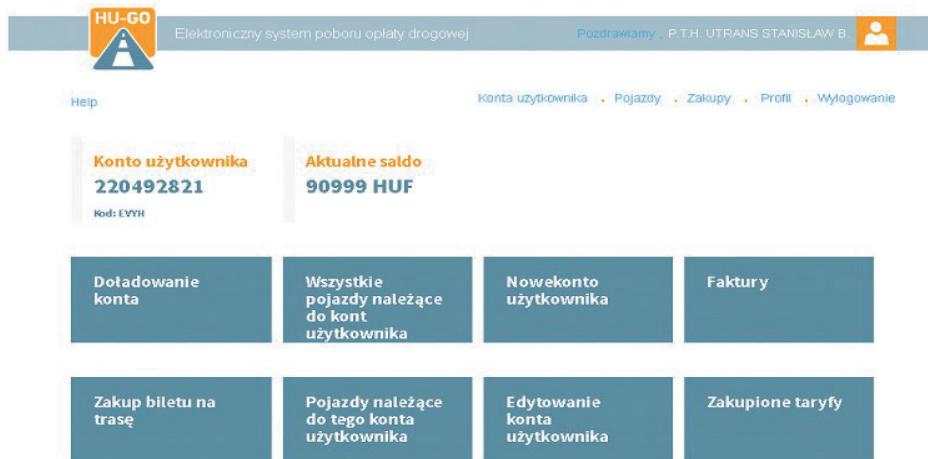 HU-GO
Elektroniczny system poboru opłaty drogowej
Pozdrawiamy , P.T.H. UTRANS STANISŁAW B.
Help
Konta użytkownika . Pojazdy . Zakupy . Profil . Wylogowanie
Konto użytkownika
220492821
Kod: EVYH
Aktualne saldo
90999 HUF
Doładowanie
konta
Wszystkie
pojazdy należące
do kont
użytkownika
Nowekonto
użytkownika
Faktury
Zakup biletu na
trasę
Pojazdy należące
do tego konta
użytkownika
Edytowanie
konta
użytkownika
Zakupione taryfy